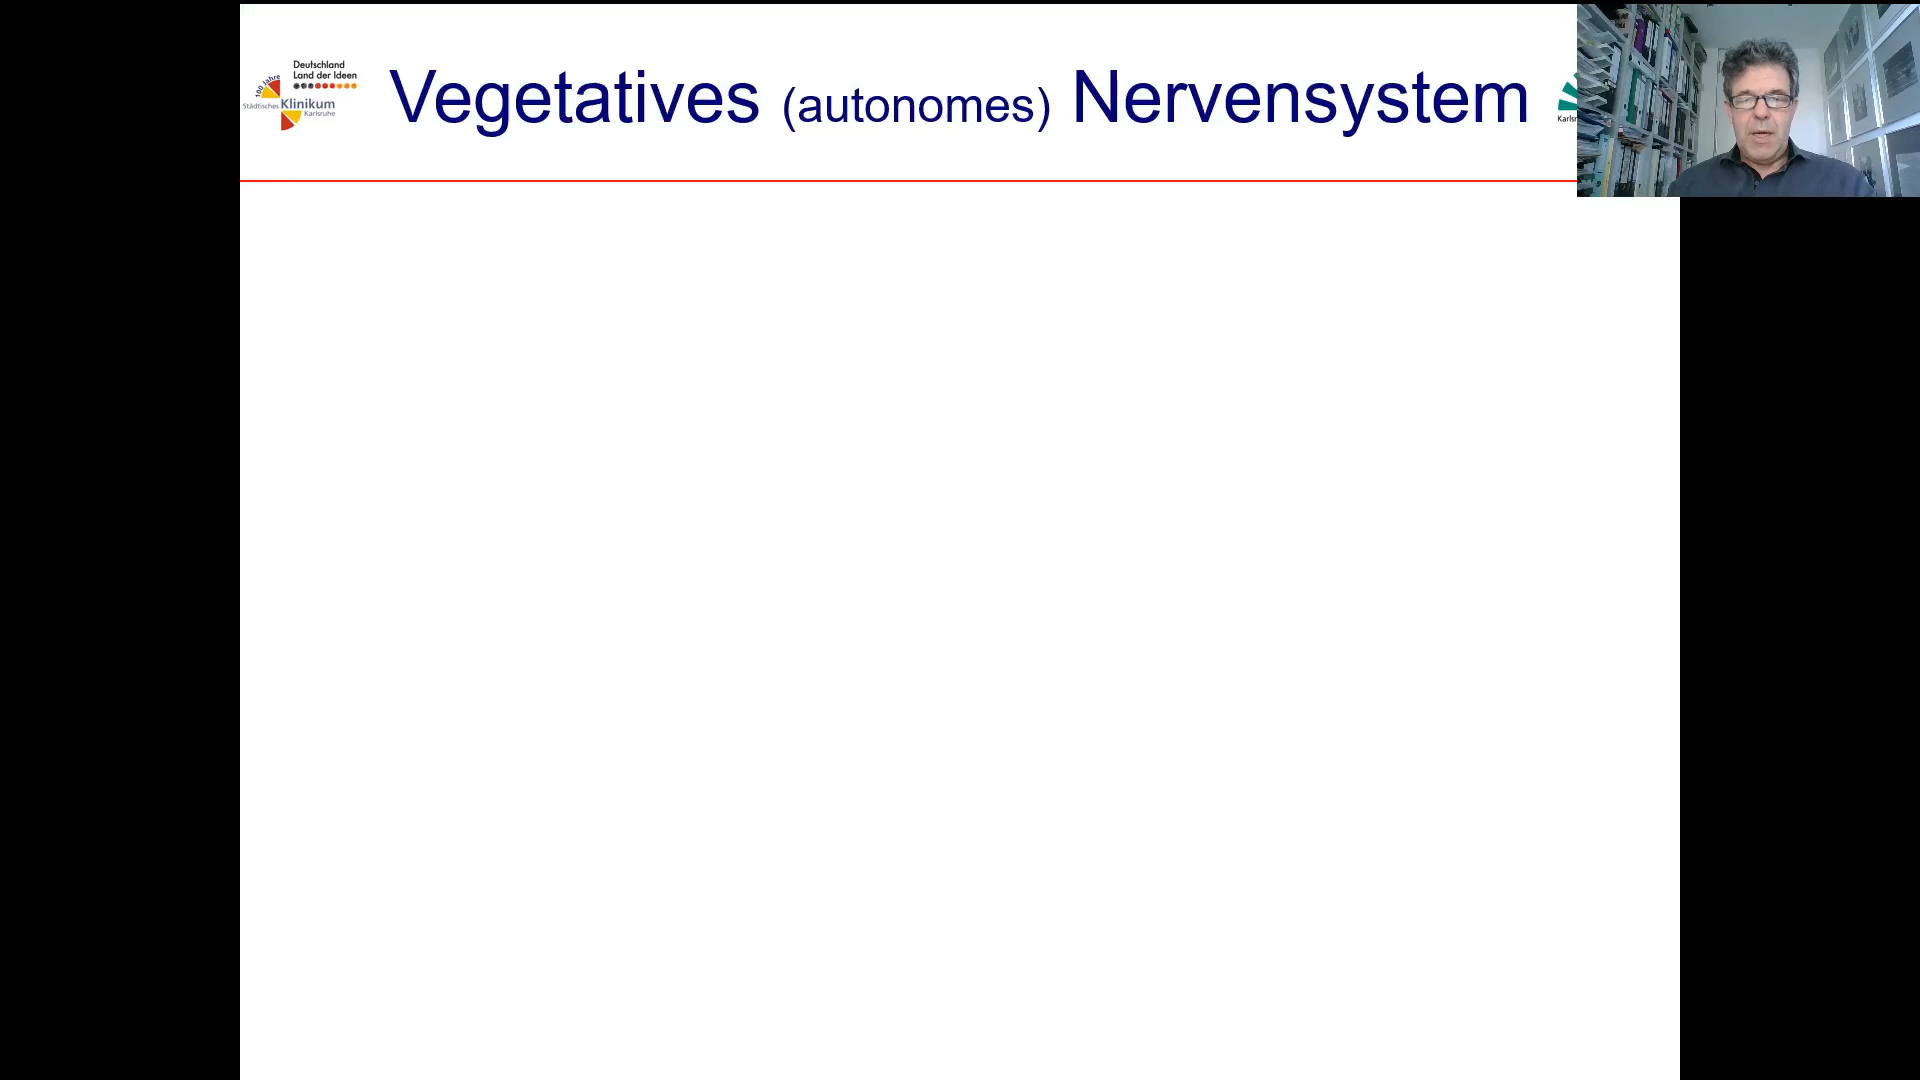 Deutschland
Land der Ideen
100 Jahre
Städtisches Klinikum
Karlsruhe
Vegetatives (autonomes) Nervensystem